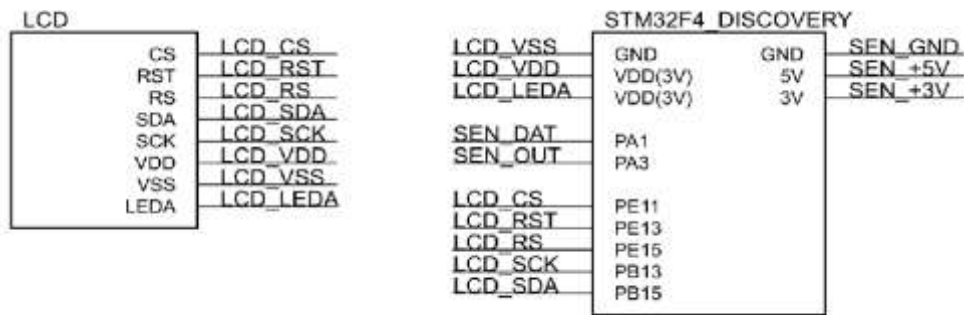 LCD
CS LCD_CS
RST LCD_RST
RS LCD_RS
SDA LCD_SDA
SCK LCD_SCK
VDD LCD_VDD
VSS LCD_VSS
LEDA LCD_LEDA
STM32F4_DISCOVERY
LCD_VSS GND GND SEN_GND
LCD_VDD VDD(3V) 5V SEN_+5V
LCD_LEDA VDD(3V) 3V SEN_+3V
SEN_DAT PA1
SEN_OUT PA3
LCD_CS PE11
LCD_RST PE13
LCD_RS PE15
LCD_SCK PB13
LCD_SDA PB15